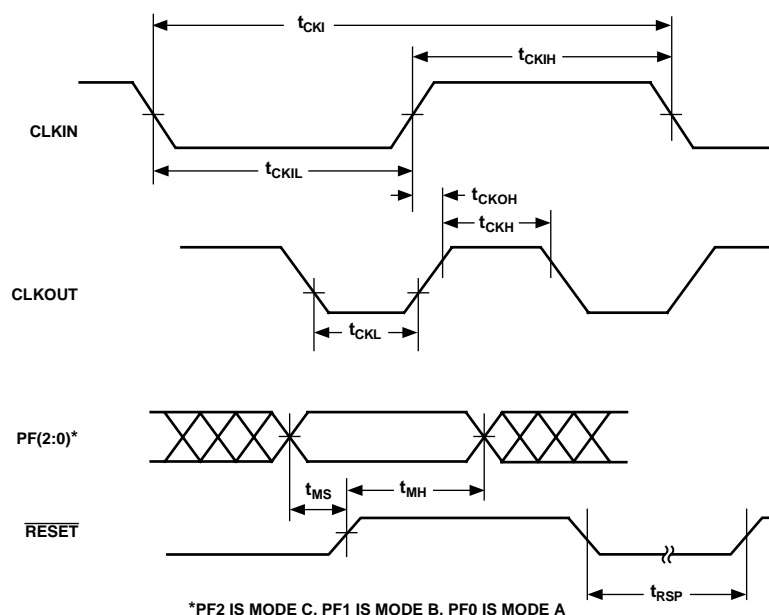 tCKI
tCKIH
CLKIN
tCKIL
tCKOH
tCKH
CLKOUT
tCKL
PF(2:0)*
tMS
tMH
RESET
tRSP
*PF2 IS MODE C, PF1 IS MODE B, PF0 IS MODE A